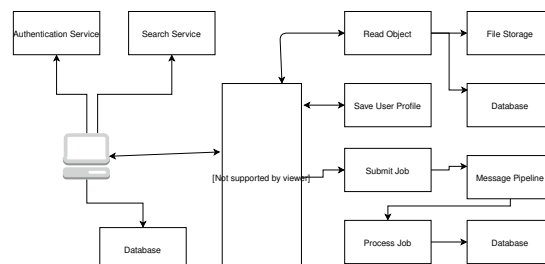 Authentication Service
Search Service
Read Object
File Storage
Save User Profile
Database
[Not supported by viewer]
Submit Job
Message Pipeline
Database
Process Job
Database